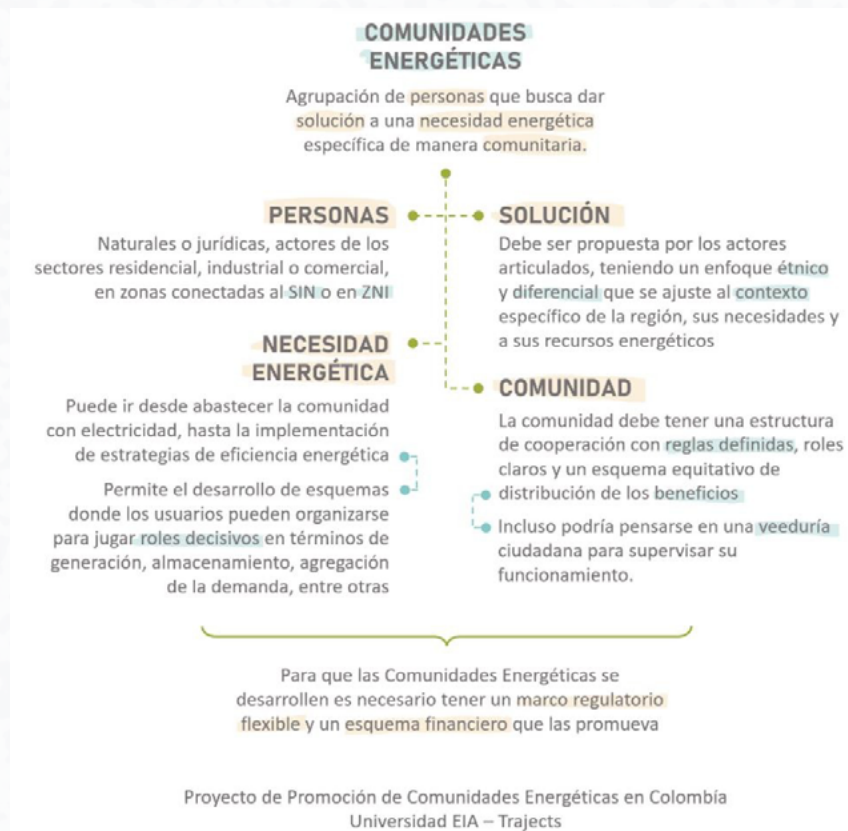 COMUNIDADES
ENERGÉTICAS
Agrupación de personas que busca dar
solución a una necesidad energética
específica de manera comunitaria.
PERSONAS
Naturales o jurídicas, actores de los
sectores residencial, industrial o comercial,
en zonas conectadas al SIN o en ZNI
SOLUCIÓN
Debe ser propuesta por los actores
articulados, teniendo un enfoque étnico
y diferencial que se ajuste al contexto
específico de la región, sus necesidades y
a sus recursos energéticos
NECESIDAD
ENERGÉTICA
Puede ir desde abastecer la comunidad
con electricidad, hasta la implementación
de estrategias de eficiencia energética
Permite el desarrollo de esquemas
donde los usuarios pueden organizarse
para jugar roles decisivos en términos de
generación, almacenamiento, agregación
de la demanda, entre otras
COMUNIDAD
La comunidad debe tener una estructura
de cooperación con reglas definidas, roles
claros y un esquema equitativo de
distribución de los beneficios
Incluso podría pensarse en una veeduría
ciudadana para supervisar su
funcionamiento.
Para que las Comunidades Energéticas se
desarrollen es necesario tener un marco regulatorio
flexible y un esquema financiero que las promueva
Proyecto de Promoción de Comunidades Energéticas en Colombía
Universidad EIA – Trajects